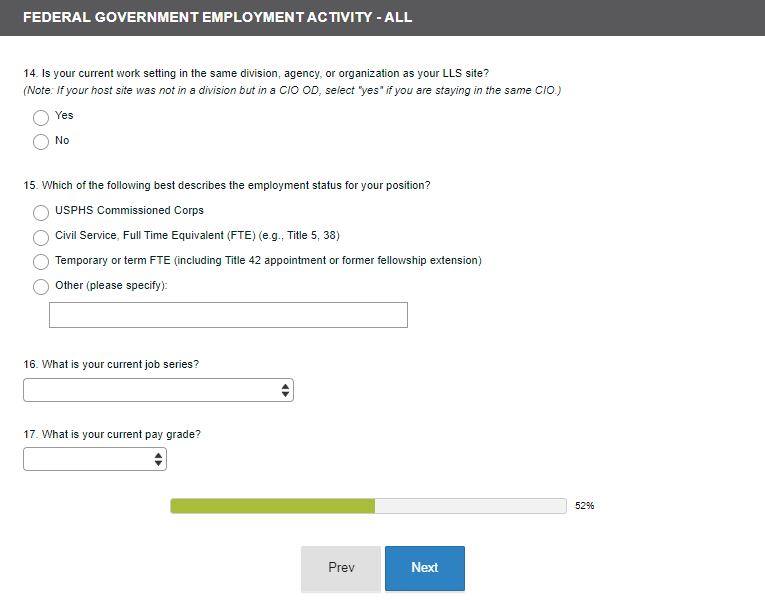 FEDERAL GOVERNMENT EMPLOYMENT ACTIVITY - ALL
14. Is your current work setting in the same division, agency, or organization as your LLS site?
(Note: If your host site was not in a division but in a CIO OD, select "yes" if you are staying in the same CIO.)
Yes
No
15. Which of the following best describes the employment status for your position?
USPHS Commissioned Corps
Civil Service, Full Time Equivalent (FTE) (e.g., Title 5, 38)
Temporary or term FTE (including Title 42 appointment or former fellowship extension)
Other (please specify):
16. What is your current job series?
17. What is your current pay grade?
52%
Prev Next